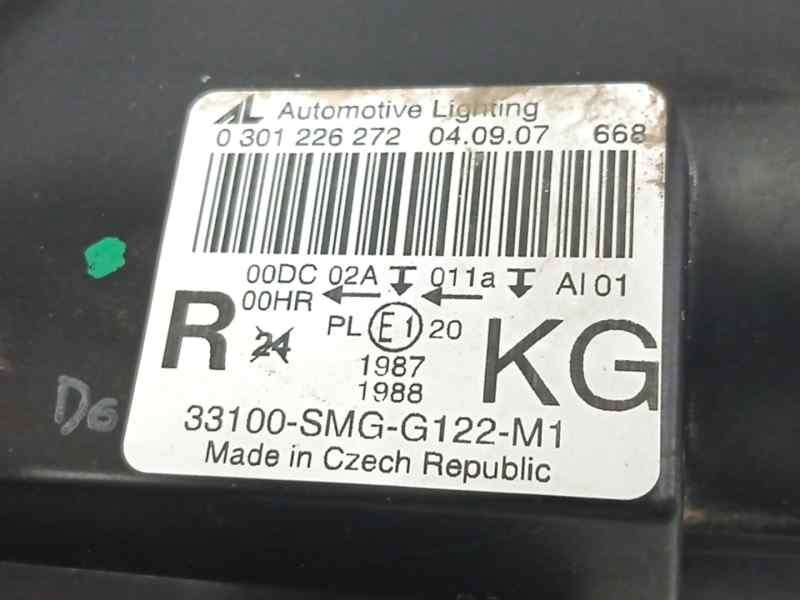 AL Automotive Lighting
0 301 226 272 04.09.07 668
00DC 02A 011a AI 01
00HR
R 24 PL E1 20 KG
1987
1988
33100-SMG-G122-M1
Made in Czech Republic
D6